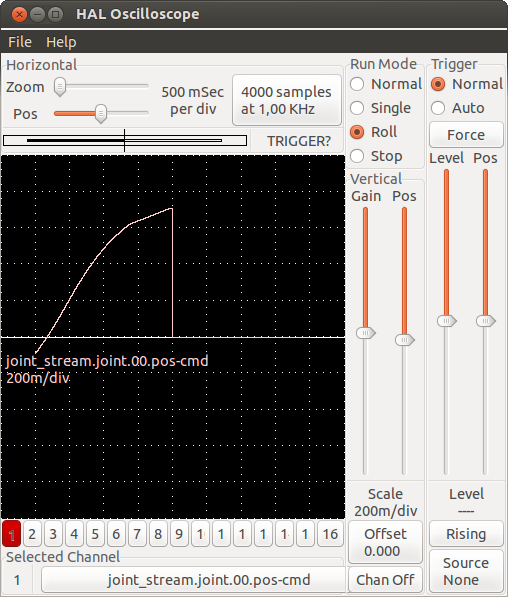 HAL Oscilloscope
File Help
Horizontal
Zoom
Pos
500 mSec
per div
4000 samples
at 1,00 KHz
TRIGGER?
Run Mode
Normal
Single
Roll
Stop
Trigger
Normal
Auto
Force
Level Pos
Vertical
Gain Pos
joint_stream.joint.00.pos-cmd
200m/div
Scale
200m/div
Level
----
1 2 3 4 5 6 7 8 9 1 1 1 1 1 1 16
Offset
0.000
Rising
Selected Channel
1 joint_stream.joint.00.pos-cmd
Chan Off
Source
None